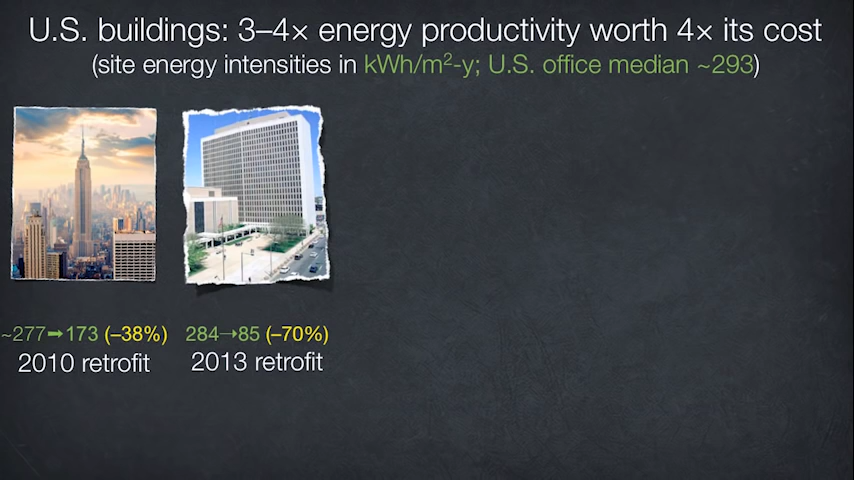 U.S. buildings: 3–4× energy productivity worth 4× its cost
(site energy intensities in kWh/m²-y; U.S. office median ~293)
~277➡173 (–38%)
2010 retrofit
284→85 (–70%)
2013 retrofit